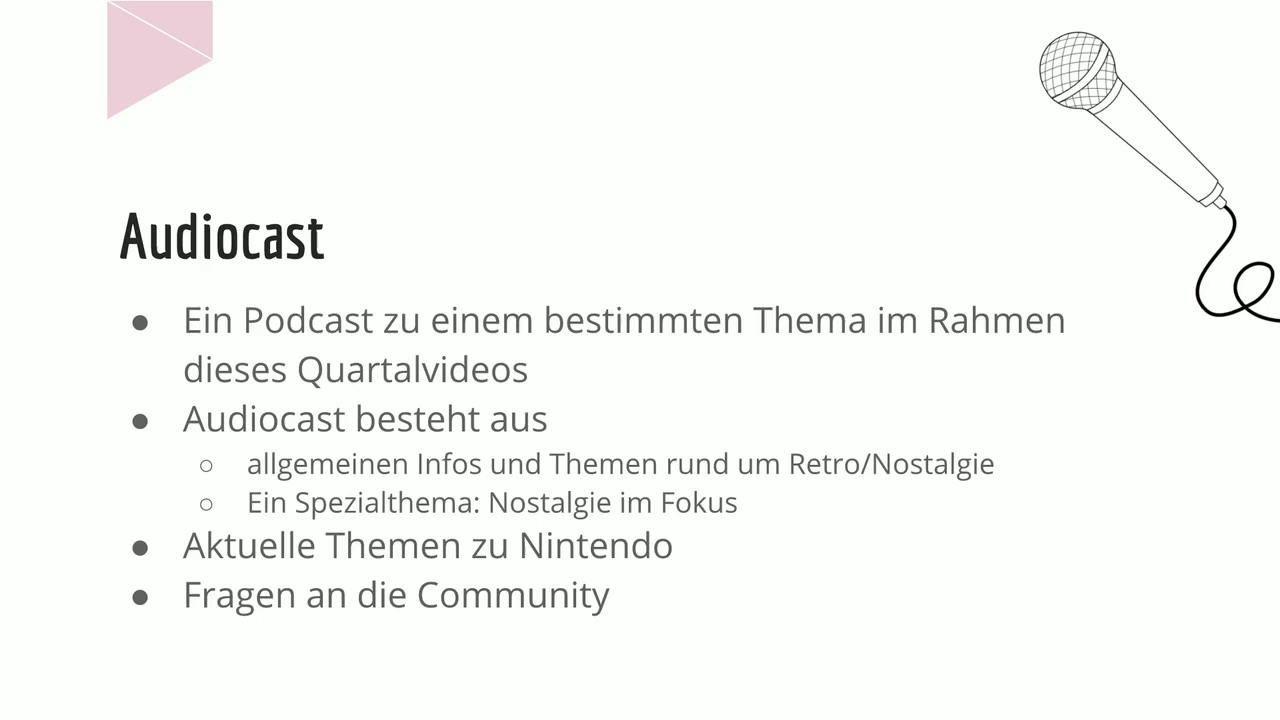 Audiocast
● Ein Podcast zu einem bestimmten Thema im Rahmen
dieses Quartalvideos
● Audiocast besteht aus
○ allgemeinen Infos und Themen rund um Retro/Nostalgie
○ Ein Spezialthema: Nostalgie im Fokus
● Aktuelle Themen zu Nintendo
● Fragen an die Community